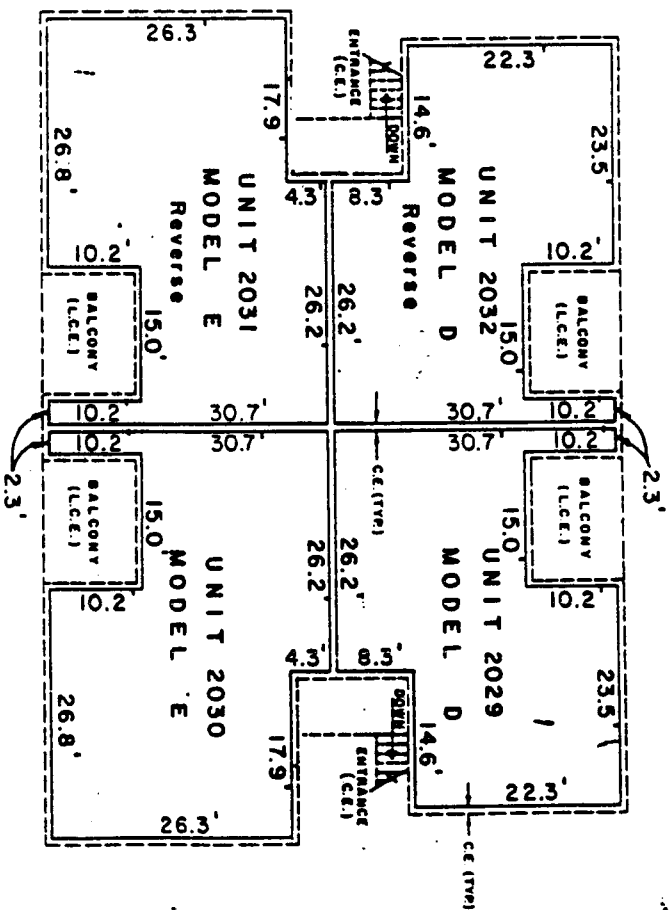 26.3'
ENTRANCE
(C.E.)
DOWN
22.3'
17.9'
14.6'
23.5'
26.8'
4.3'
8.3'
UNIT 2031
MODEL E
Reverse
UNIT 2032
MODEL D
Reverse
10.2'
26.2'
26.2'
10.2'
BALCONY
(L.C.E.)
15.0'
15.0'
BALCONY
(L.C.E.)
10.2'
30.7'
30.7'
10.2'
2.3'
2.3'
10.2'
30.7'
30.7'
10.2'
C.E. (TYP.)
BALCONY
(L.C.E.)
15.0'
15.0'
BALCONY
(L.C.E.)
10.2'
26.2'
26.2'
10.2'
UNIT 2030
MODEL E
UNIT 2029
MODEL D
4.3'
8.3'
26.8'
17.9'
DOWN
14.6'
23.5'
ENTRANCE
(C.E.)
26.3'
22.3'
C.E. (TYP.)